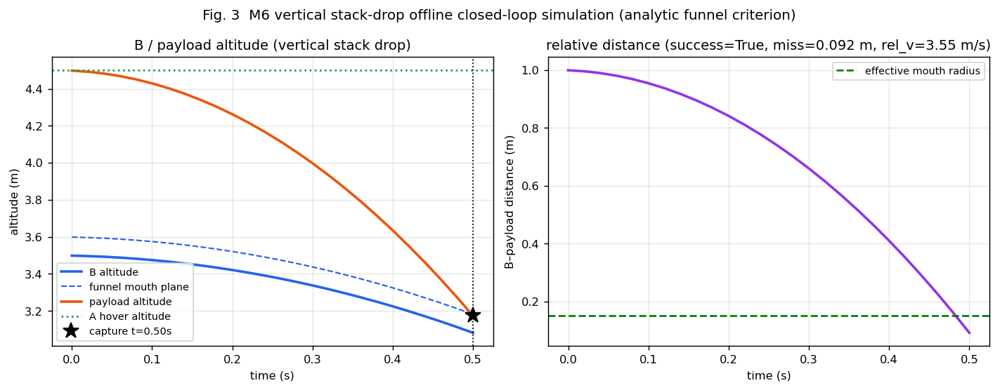 Fig. 3  M6 vertical stack-drop offline closed-loop simulation (analytic funnel criterion)
B / payload altitude (vertical stack drop)
altitude (m)
4.4
4.2
4.0
3.8
3.6
3.4
3.2
B altitude
funnel mouth plane
payload altitude
A hover altitude
capture t=0.50s
0.0 0.1 0.2 0.3 0.4 0.5
time (s)
relative distance (success=True, miss=0.092 m, rel_v=3.55 m/s)
B–payload distance (m)
1.0
0.8
0.6
0.4
0.2
effective mouth radius
0.0 0.1 0.2 0.3 0.4 0.5
time (s)